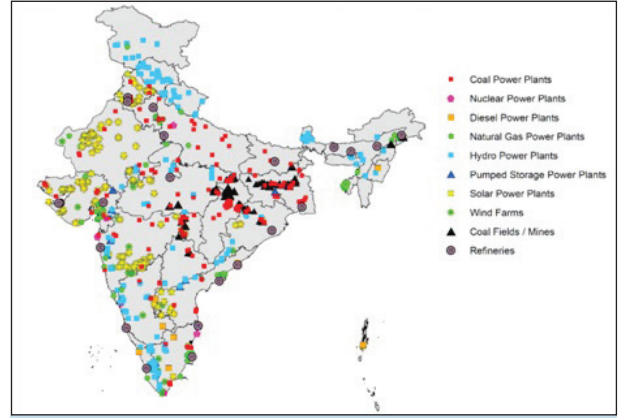 Coal Power Plants
Nuclear Power Plants
Diesel Power Plants
Natural Gas Power Plants
Hydro Power Plants
Pumped Storage Power Plants
Solar Power Plants
Wind Farms
Coal Fields / Mines
Refineries